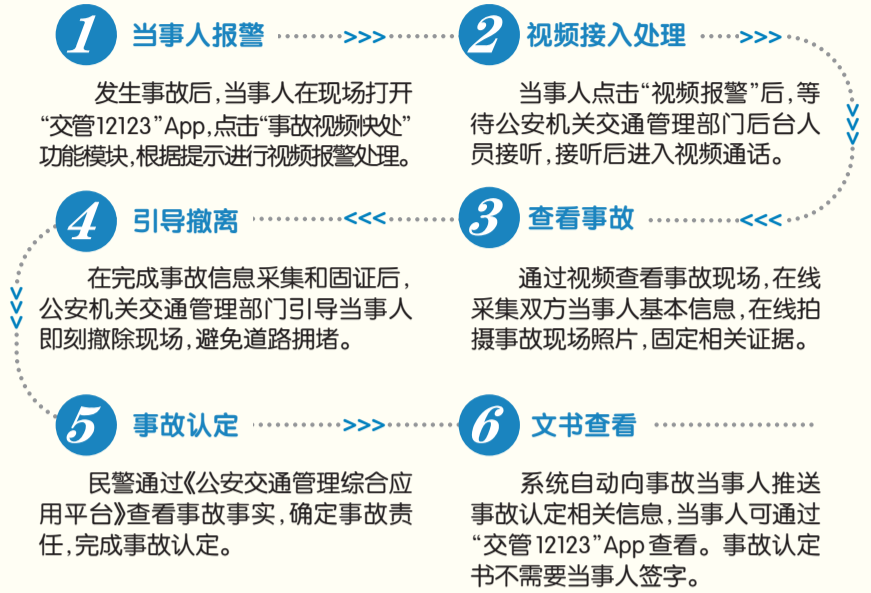 1 当事人报警 >>>
发生事故后,当事人在现场打开
“交管12123”App,点击“事故视频快处”
功能模块,根据提示进行视频报警处理。
2 视频接入处理 >>>
当事人点击“视频报警”后,等
待公安机关交通管理部门后台人
员接听,接听后进入视频通话。
3 查看事故 <<<
通过视频查看事故现场,在线
采集双方当事人基本信息,在线拍
摄事故现场照片,固定相关证据。
4 引导撤离 <<<
在完成事故信息采集和固证后,
公安机关交通管理部门引导当事人
即刻撤除现场,避免道路拥堵。
5 事故认定 >>>
民警通过《公安交通管理综合应
用平台》查看事故事实,确定事故责
任,完成事故认定。
6 文书查看
系统自动向事故当事人推送
事故认定相关信息,当事人可通过
“交管12123”App查看。事故认定
书不需要当事人签字。